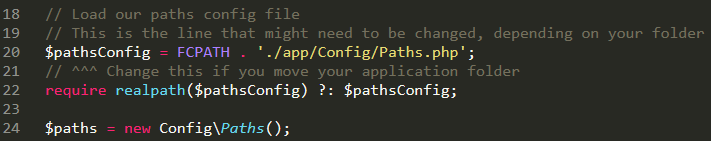 18 // Load our paths config file
19 // This is the line that might need to be changed, depending on your folder
20 $pathsConfig = FCPATH . './app/Config/Paths.php';
21 // ^^^ Change this if you move your application folder
22 require realpath($pathsConfig) ?: $pathsConfig;
23
24 $paths = new Config\Paths();